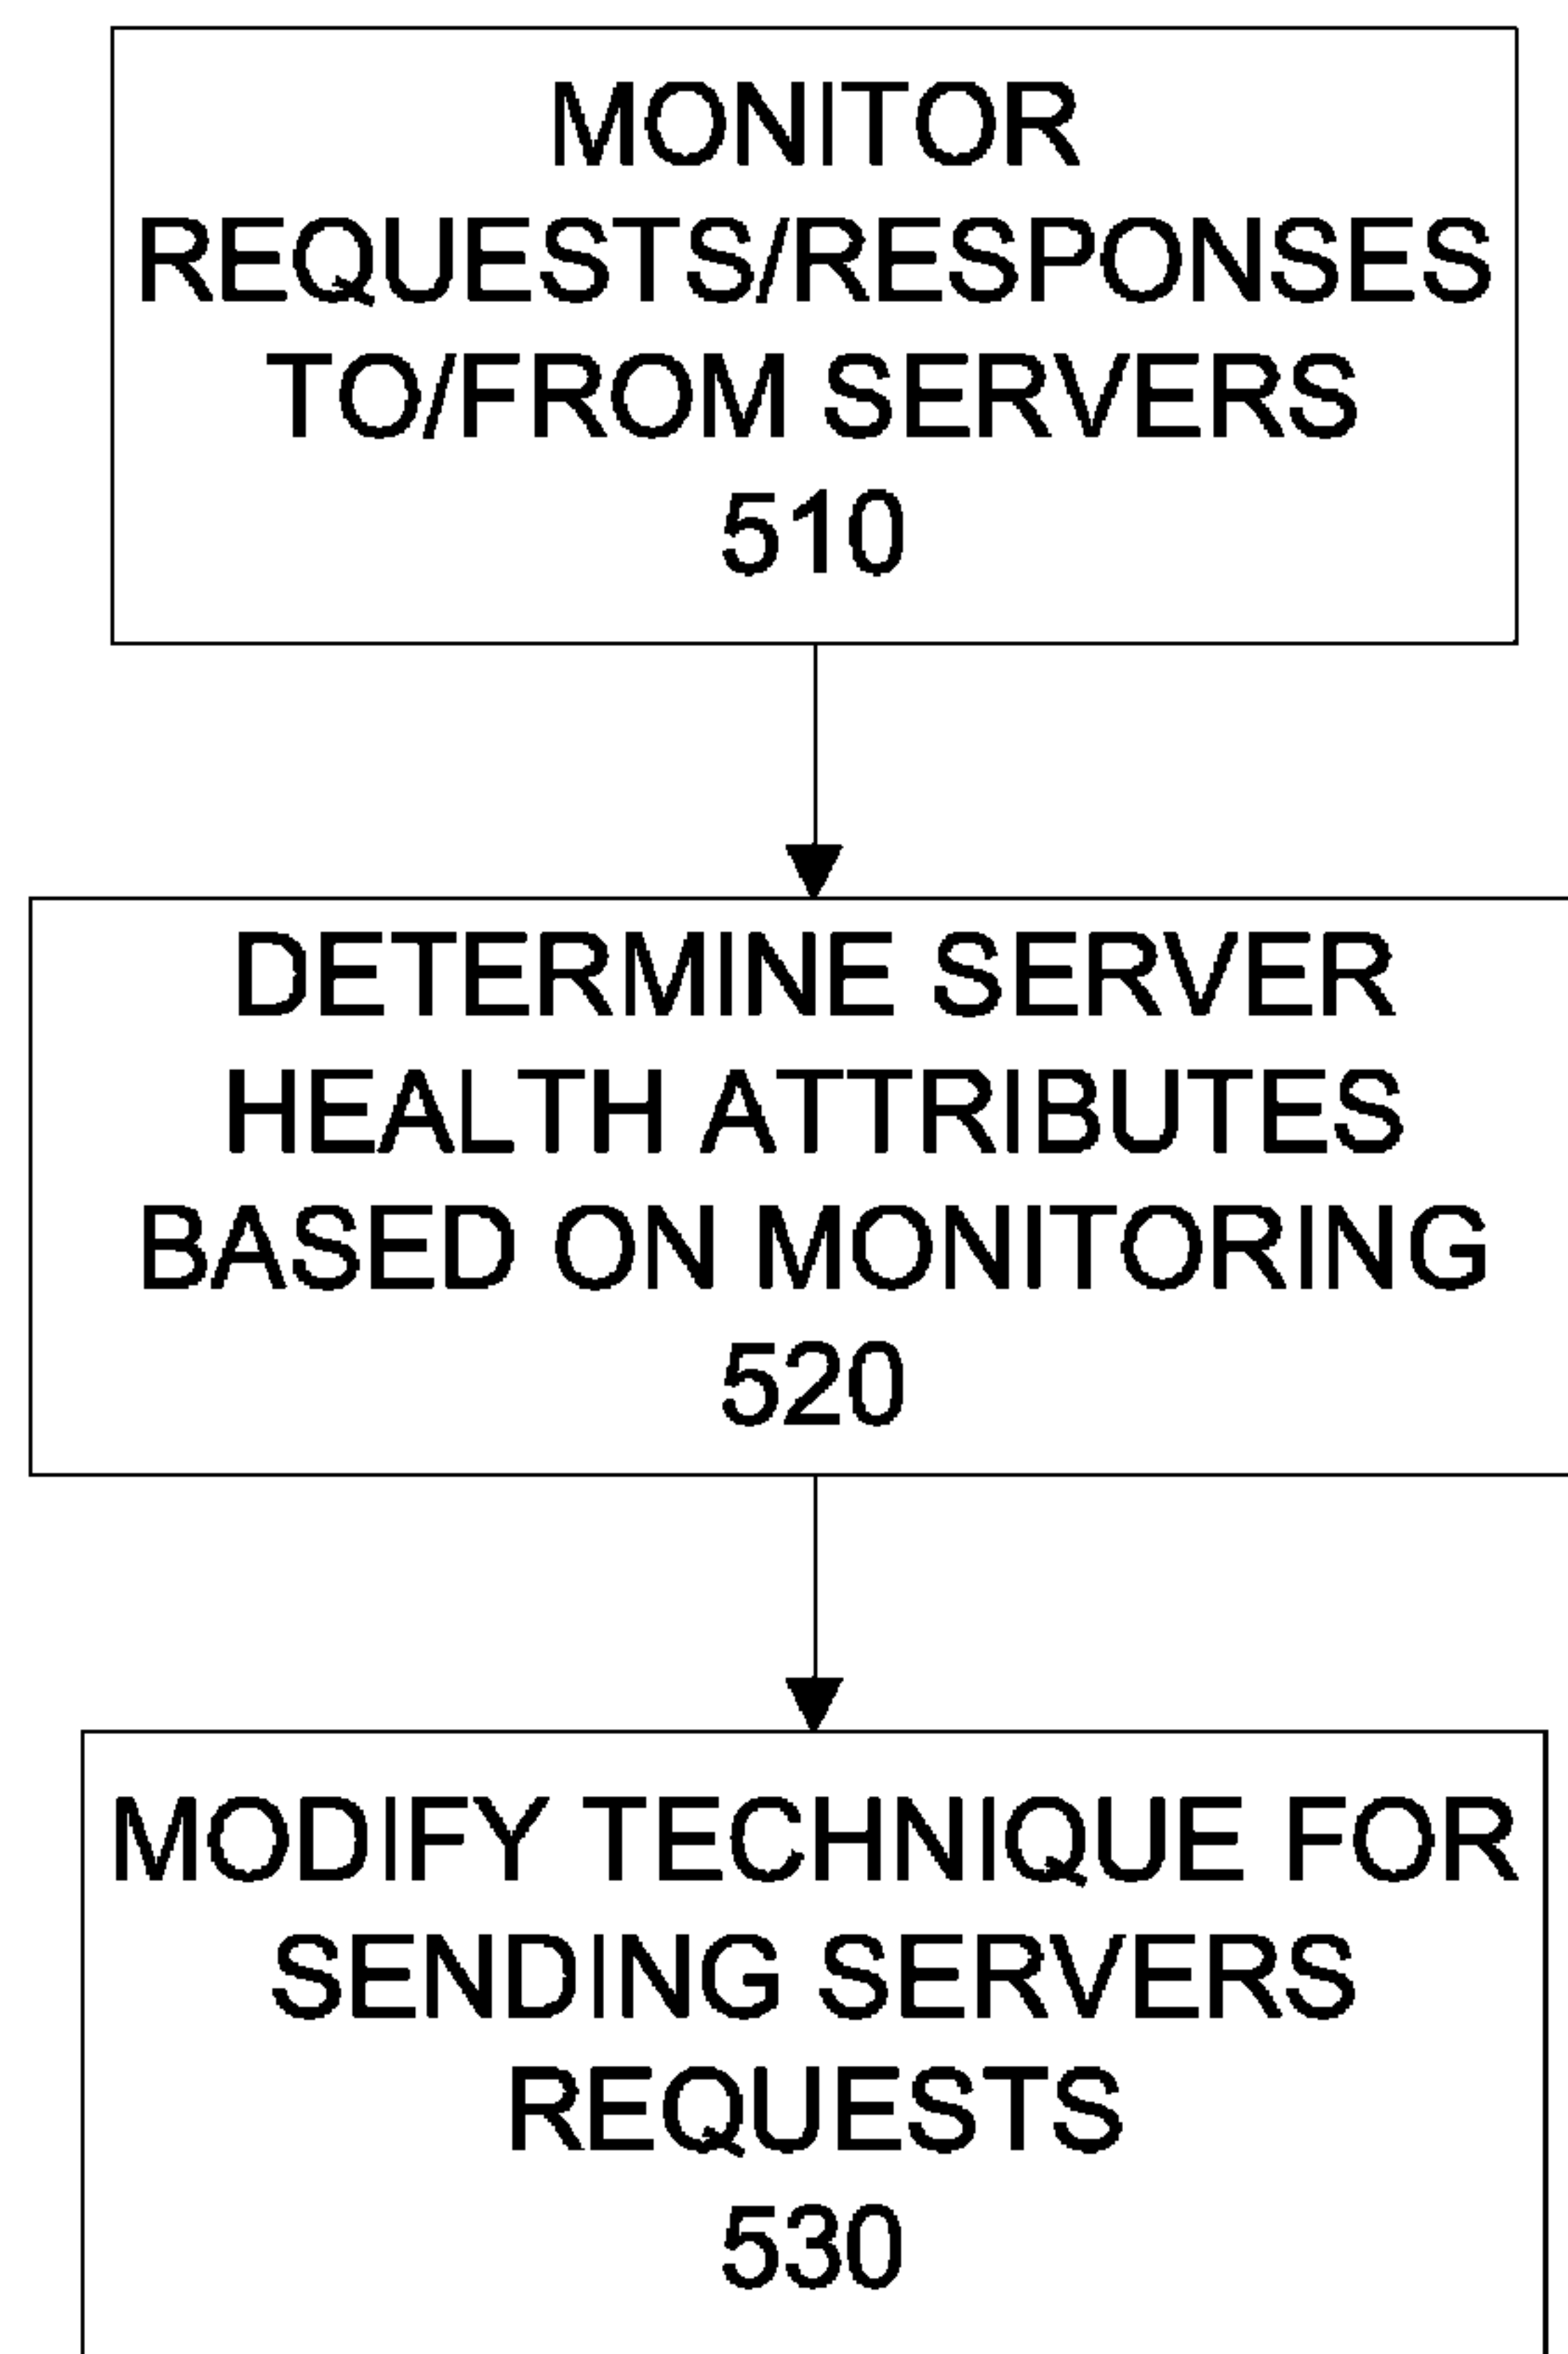 MONITOR
REQUESTS/RESPONSES
TO/FROM SERVERS
510
DETERMINE SERVER
HEALTH ATTRIBUTES
BASED ON MONITORING
520
MODIFY TECHNIQUE FOR
SENDING SERVERS
REQUESTS
530